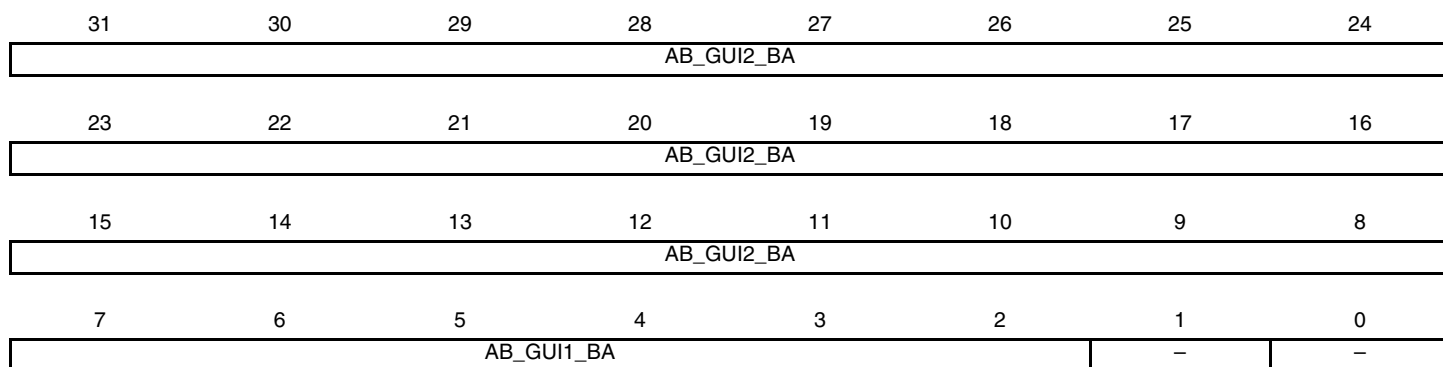 31 30 29 28 27 26 25 24
AB_GUI2_BA
23 22 21 20 19 18 17 16
AB_GUI2_BA
15 14 13 12 11 10 9 8
AB_GUI2_BA
7 6 5 4 3 2 1 0
AB_GUI1_BA – –